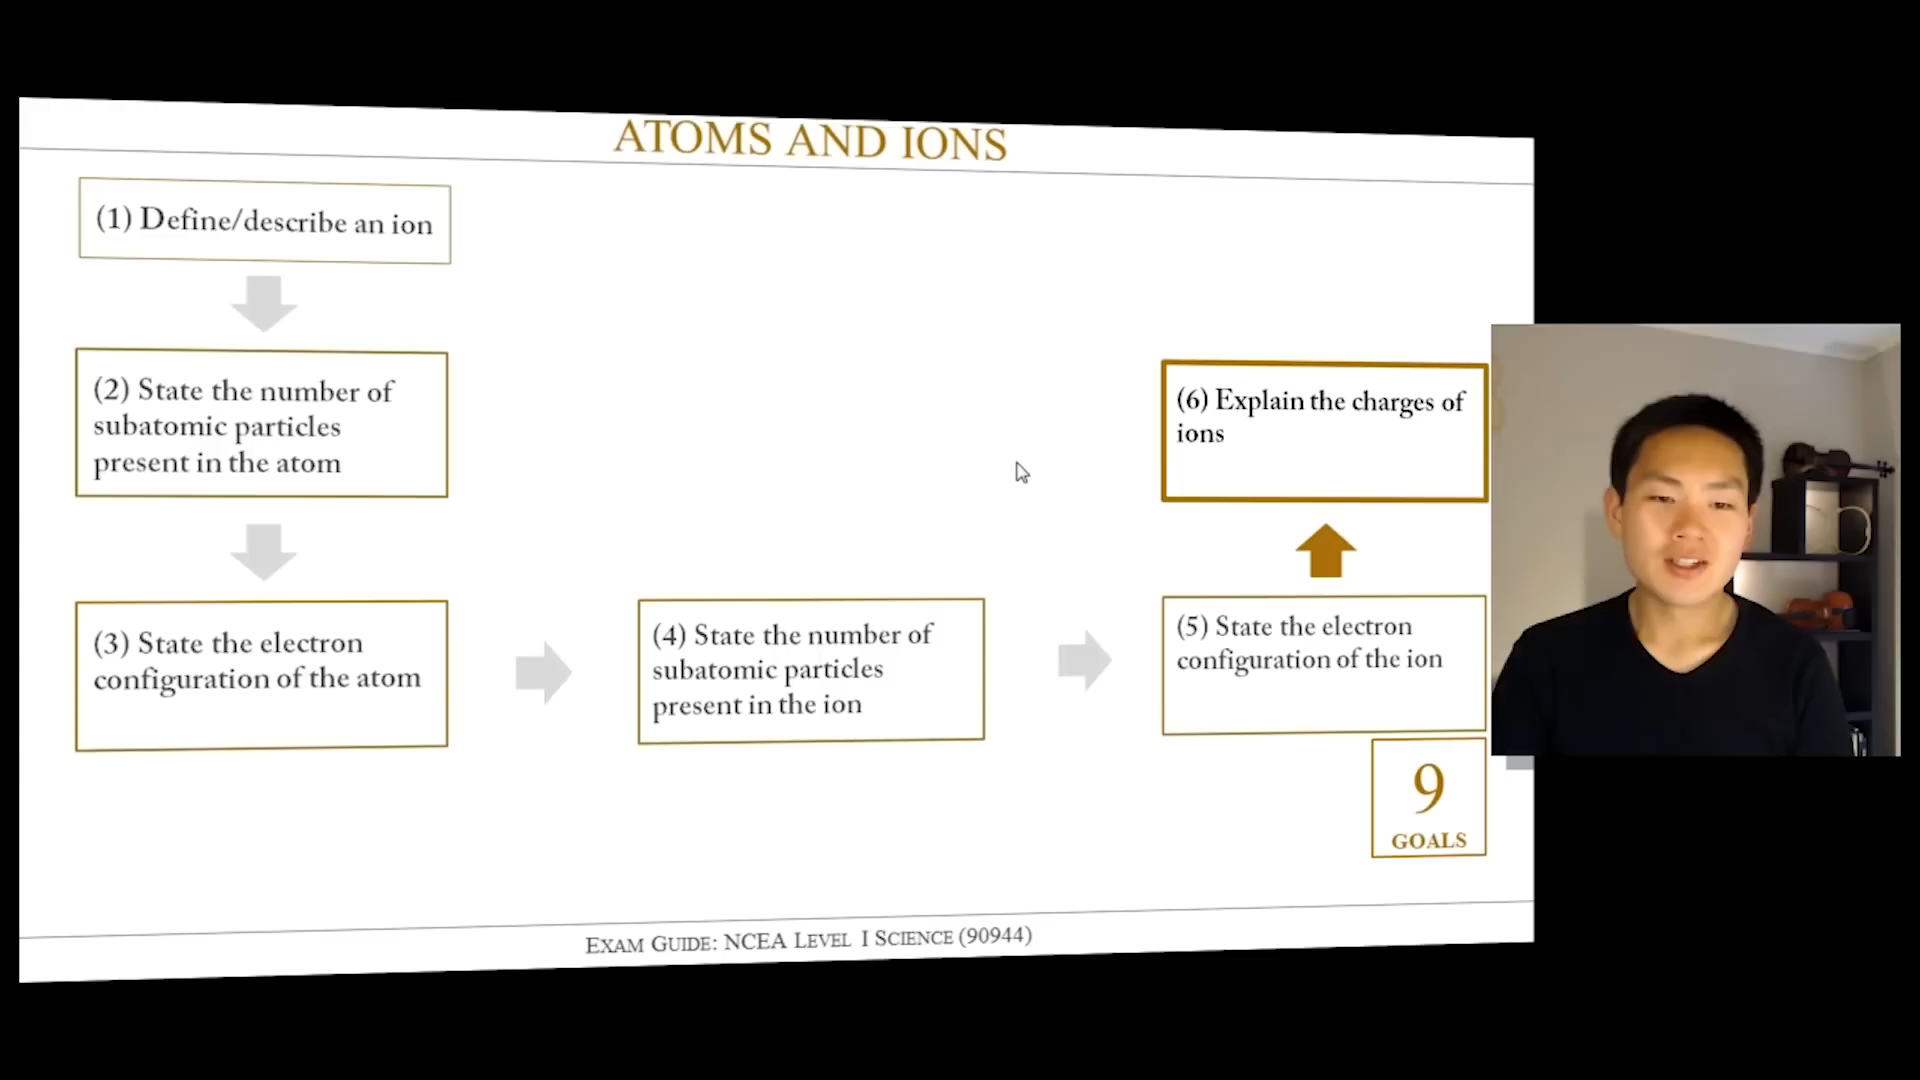 ATOMS AND IONS
(1) Define/describe an ion
(2) State the number of
subatomic particles
present in the atom
(3) State the electron
configuration of the atom
(4) State the number of
subatomic particles
present in the ion
(5) State the electron
configuration of the ion
(6) Explain the charges of
ions
9
GOALS
EXAM GUIDE: NCEA LEVEL I SCIENCE (90944)